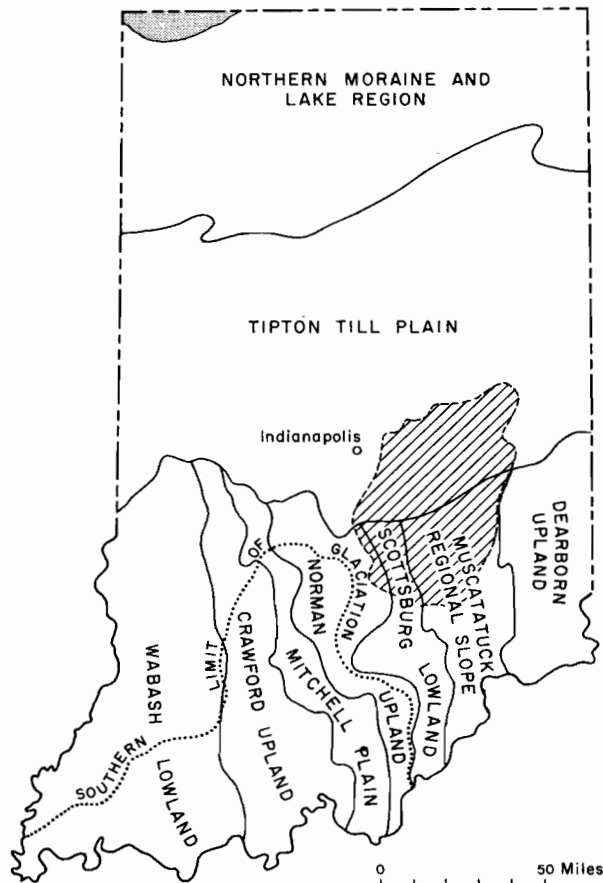 NORTHERN MORAINE AND
LAKE REGION
TIPTON TILL PLAIN
Indianapolis
DEARBORN
UPLAND
MUSCATATUCK
REGIONAL SLOPE
SCOTTSBURG
LOWLAND
NORMAN
UPLAND
MITCHELL
PLAIN
CRAWFORD
UPLAND
WABASH
LOWLAND
SOUTHERN
LIMIT
OF
GLACIATION
0 50 Miles